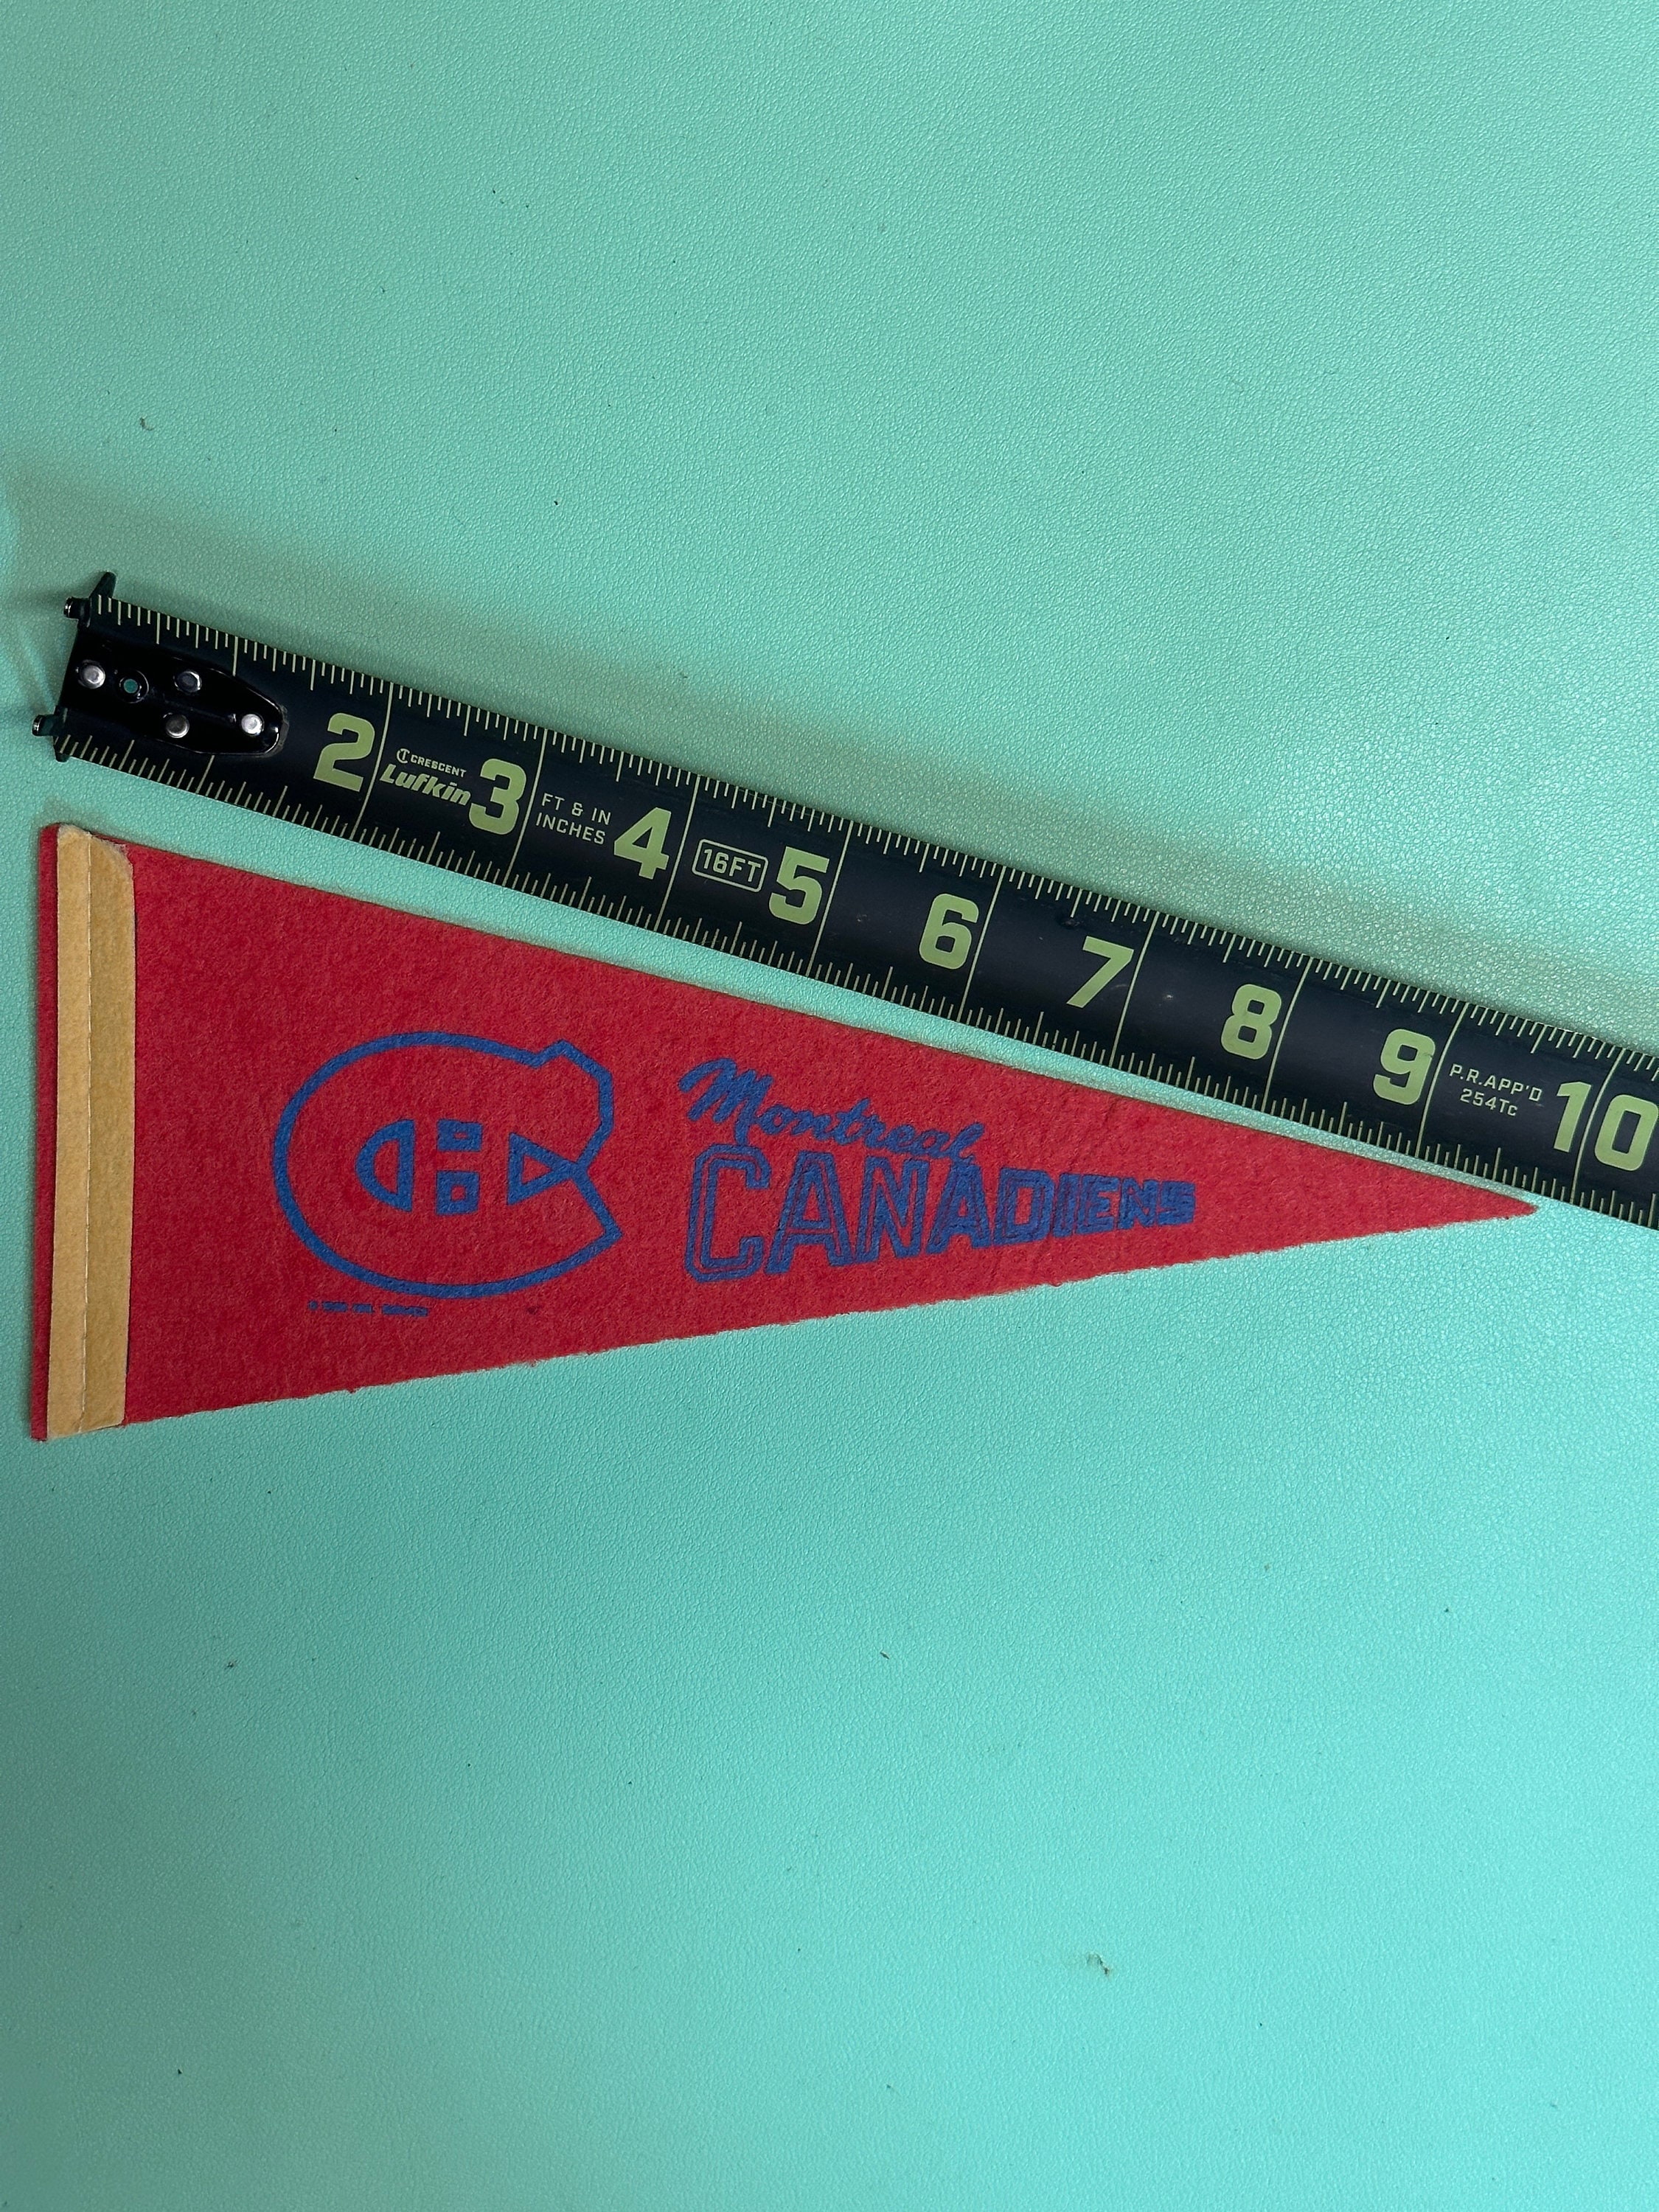 2
CRESCENT
Lufkin
3
FT & IN
INCHES
4
16FT
5
6
7
8
9
P.R.APP'D
254Tc
10
Montreal
CANADIENS